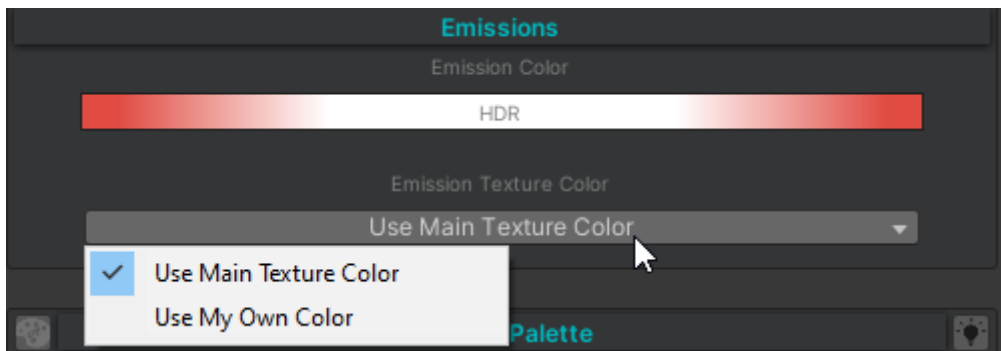 Emissions
Emission Color
HDR
Emission Texture Color
Use Main Texture Color
Use Main Texture Color
Use My Own Color
Palette